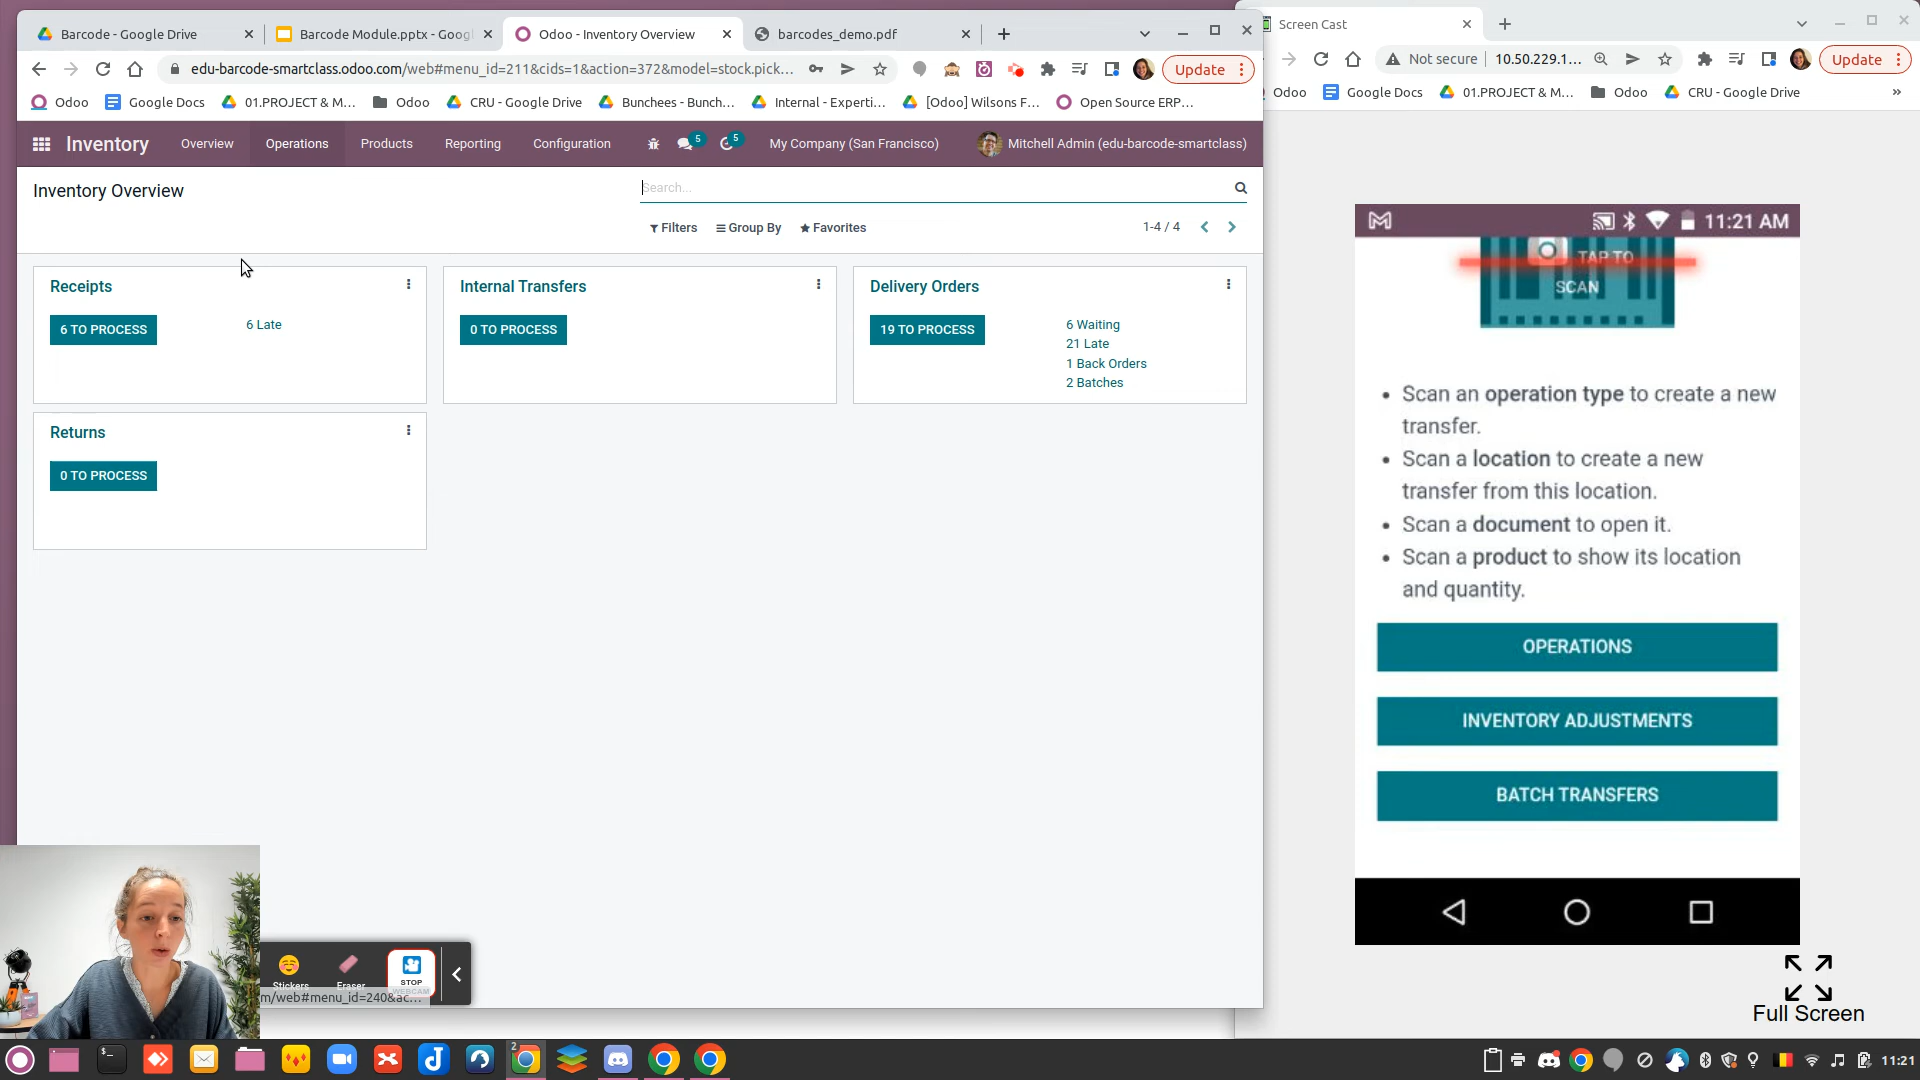 Barcode - Google Drive
Barcode Module.pptx - Goog
Odoo - Inventory Overview
barcodes_demo.pdf
edu-barcode-smartclass.odoo.com/web#menu_id=211&cids=1&action=372&model=stock.pick...
Update
Odoo
Google Docs
01.PROJECT & M...
Odoo
CRU - Google Drive
Bunchees - Bunch...
Internal - Experti...
[Odoo] Wilsons F...
Open Source ERP...
Inventory
Overview
Operations
Products
Reporting
Configuration
5
5
My Company (San Francisco)
Mitchell Admin (edu-barcode-smartclass)
Inventory Overview
Search...
Filters
Group By
Favorites
1-4 / 4
Receipts
6 TO PROCESS
6 Late
Internal Transfers
0 TO PROCESS
Delivery Orders
19 TO PROCESS
6 Waiting
21 Late
1 Back Orders
2 Batches
Returns
0 TO PROCESS
Stickers
Eraser
STOP
WEBCAM
m/web#menu_id=240&ac...
Screen Cast
Not secure
10.50.229.1...
Update
Odoo
Google Docs
01.PROJECT & M...
Odoo
CRU - Google Drive
»
11:21 AM
TAP TO
SCAN
• Scan an operation type to create a new
transfer.
• Scan a location to create a new
transfer from this location.
• Scan a document to open it.
• Scan a product to show its location
and quantity.
OPERATIONS
INVENTORY ADJUSTMENTS
BATCH TRANSFERS
Full Screen
2
11:21